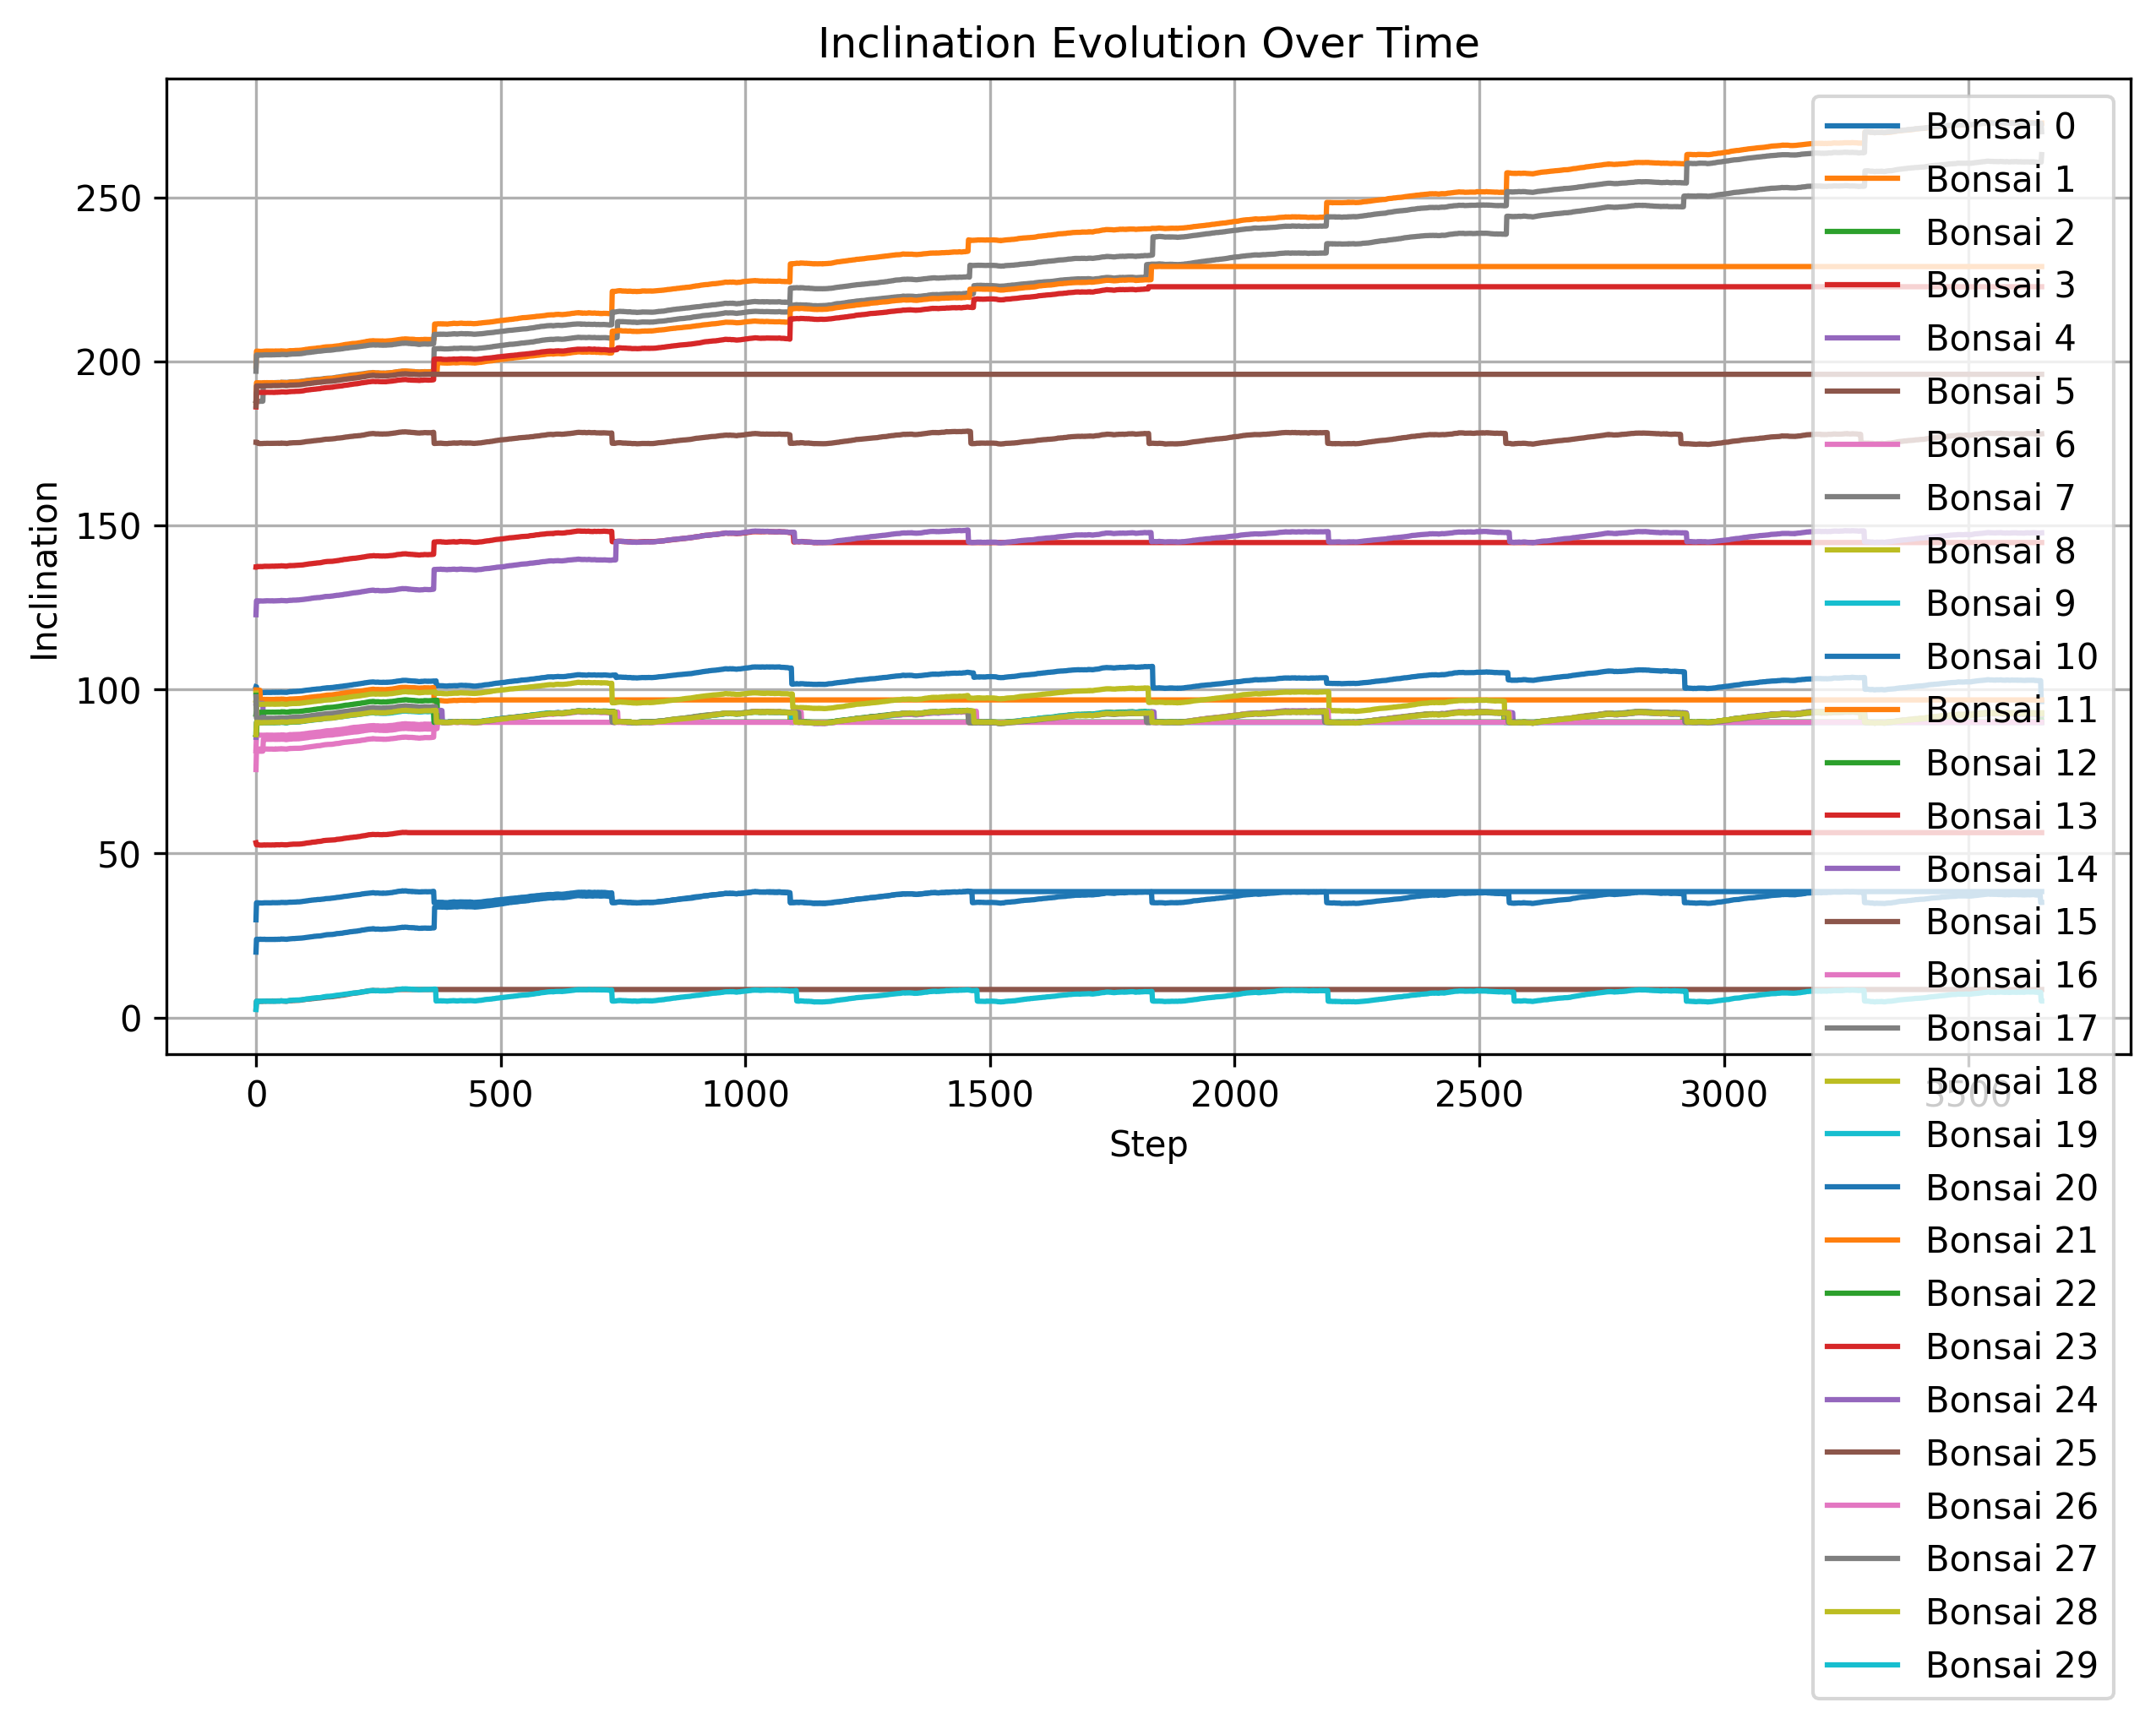 Inclination Evolution Over Time
Inclination
250
200
150
100
50
0
0 500 1000 1500 2000 2500 3000 3500
Step
Bonsai 0
Bonsai 1
Bonsai 2
Bonsai 3
Bonsai 4
Bonsai 5
Bonsai 6
Bonsai 7
Bonsai 8
Bonsai 9
Bonsai 10
Bonsai 11
Bonsai 12
Bonsai 13
Bonsai 14
Bonsai 15
Bonsai 16
Bonsai 17
Bonsai 18
Bonsai 19
Bonsai 20
Bonsai 21
Bonsai 22
Bonsai 23
Bonsai 24
Bonsai 25
Bonsai 26
Bonsai 27
Bonsai 28
Bonsai 29